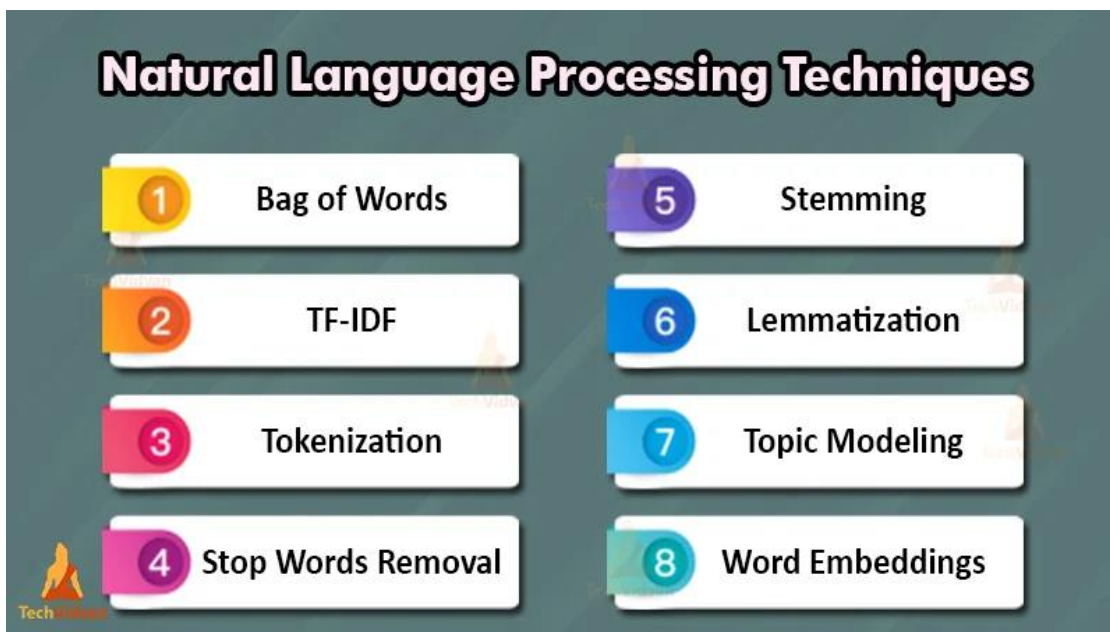 Natural Language Processing Techniques
1 Bag of Words
2 TF-IDF
3 Tokenization
4 Stop Words Removal
5 Stemming
6 Lemmatization
7 Topic Modeling
8 Word Embeddings
TechVidvan